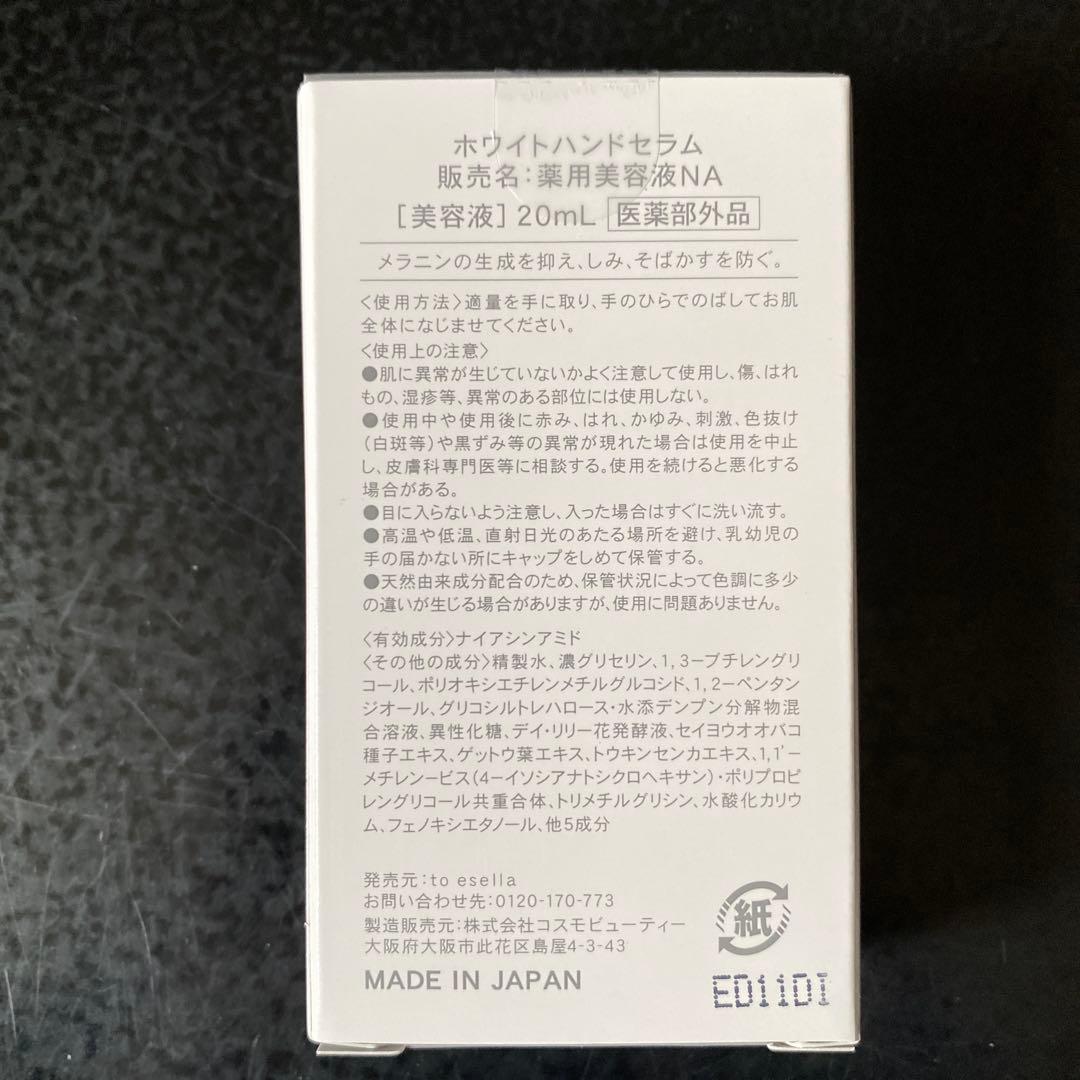 ホワイトハンドセラム
販売名:薬用美容液NA
[美容液] 20mL 医薬部外品
メラニンの生成を抑え、しみ、そばかすを防ぐ。
〈使用方法〉適量を手に取り、手のひらでのばしてお肌
全体になじませてください。
〈使用上の注意〉
●肌に異常が生じていないかよく注意して使用し、傷、はれ
もの、湿疹等、異常のある部位には使用しない。
●使用中や使用後に赤み、はれ、かゆみ、刺激、色抜け
(白斑等)や黒ずみ等の異常が現れた場合は使用を中止
し、皮膚科専門医等に相談する。使用を続けると悪化する
場合がある。
●目に入らないよう注意し、入った場合はすぐに洗い流す。
●高温や低温、直射日光のあたる場所を避け、乳幼児の
手の届かない所にキャップをしめて保管する。
●天然由来成分配合のため、保管状況によって色調に多少
の違いが生じる場合がありますが、使用に問題ありません。
〈有効成分〉ナイアシンアミド
〈その他の成分〉精製水、濃グリセリン、1,3ーブチレングリ
コール、ポリオキシエチレンメチルグルコシド、1,2ーペンタン
ジオール、グリコシルトレハロース・水添デンプン分解物混
合溶液、異性化糖、デイ・リリー花発酵液、セイヨウオオバコ
種子エキス、ゲットウ葉エキス、トウキンセンカエキス、1,1'ー
メチレンービス(4ーイソシアナトシクロヘキサン)・ポリプロピ
レングリコール共重合体、トリメチルグリシン、水酸化カリウ
ム、フェノキシエタノール、他5成分
発売元:to esella
お問い合わせ先:0120-170-773
製造販売元:株式会社コスモビューティー
大阪府大阪市此花区島屋4-3-43
MADE IN JAPAN
紙
ED11DI